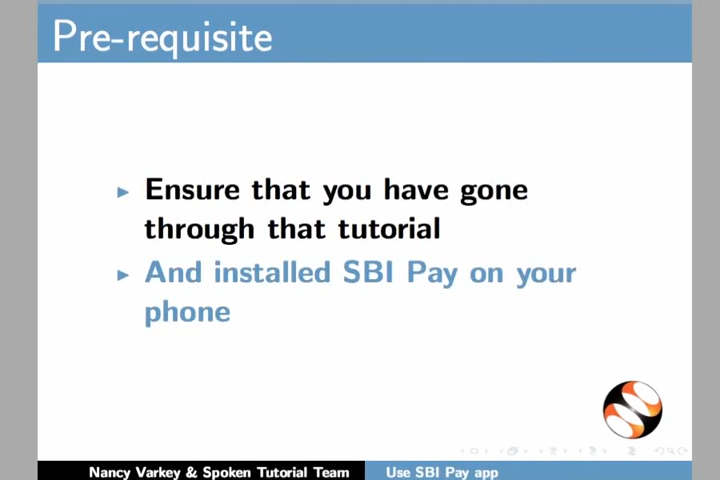 Pre-requisite
Ensure that you have gone
through that tutorial
And installed SBI Pay on your
phone
Nancy Varkey & Spoken Tutorial Team
Use SBI Pay app